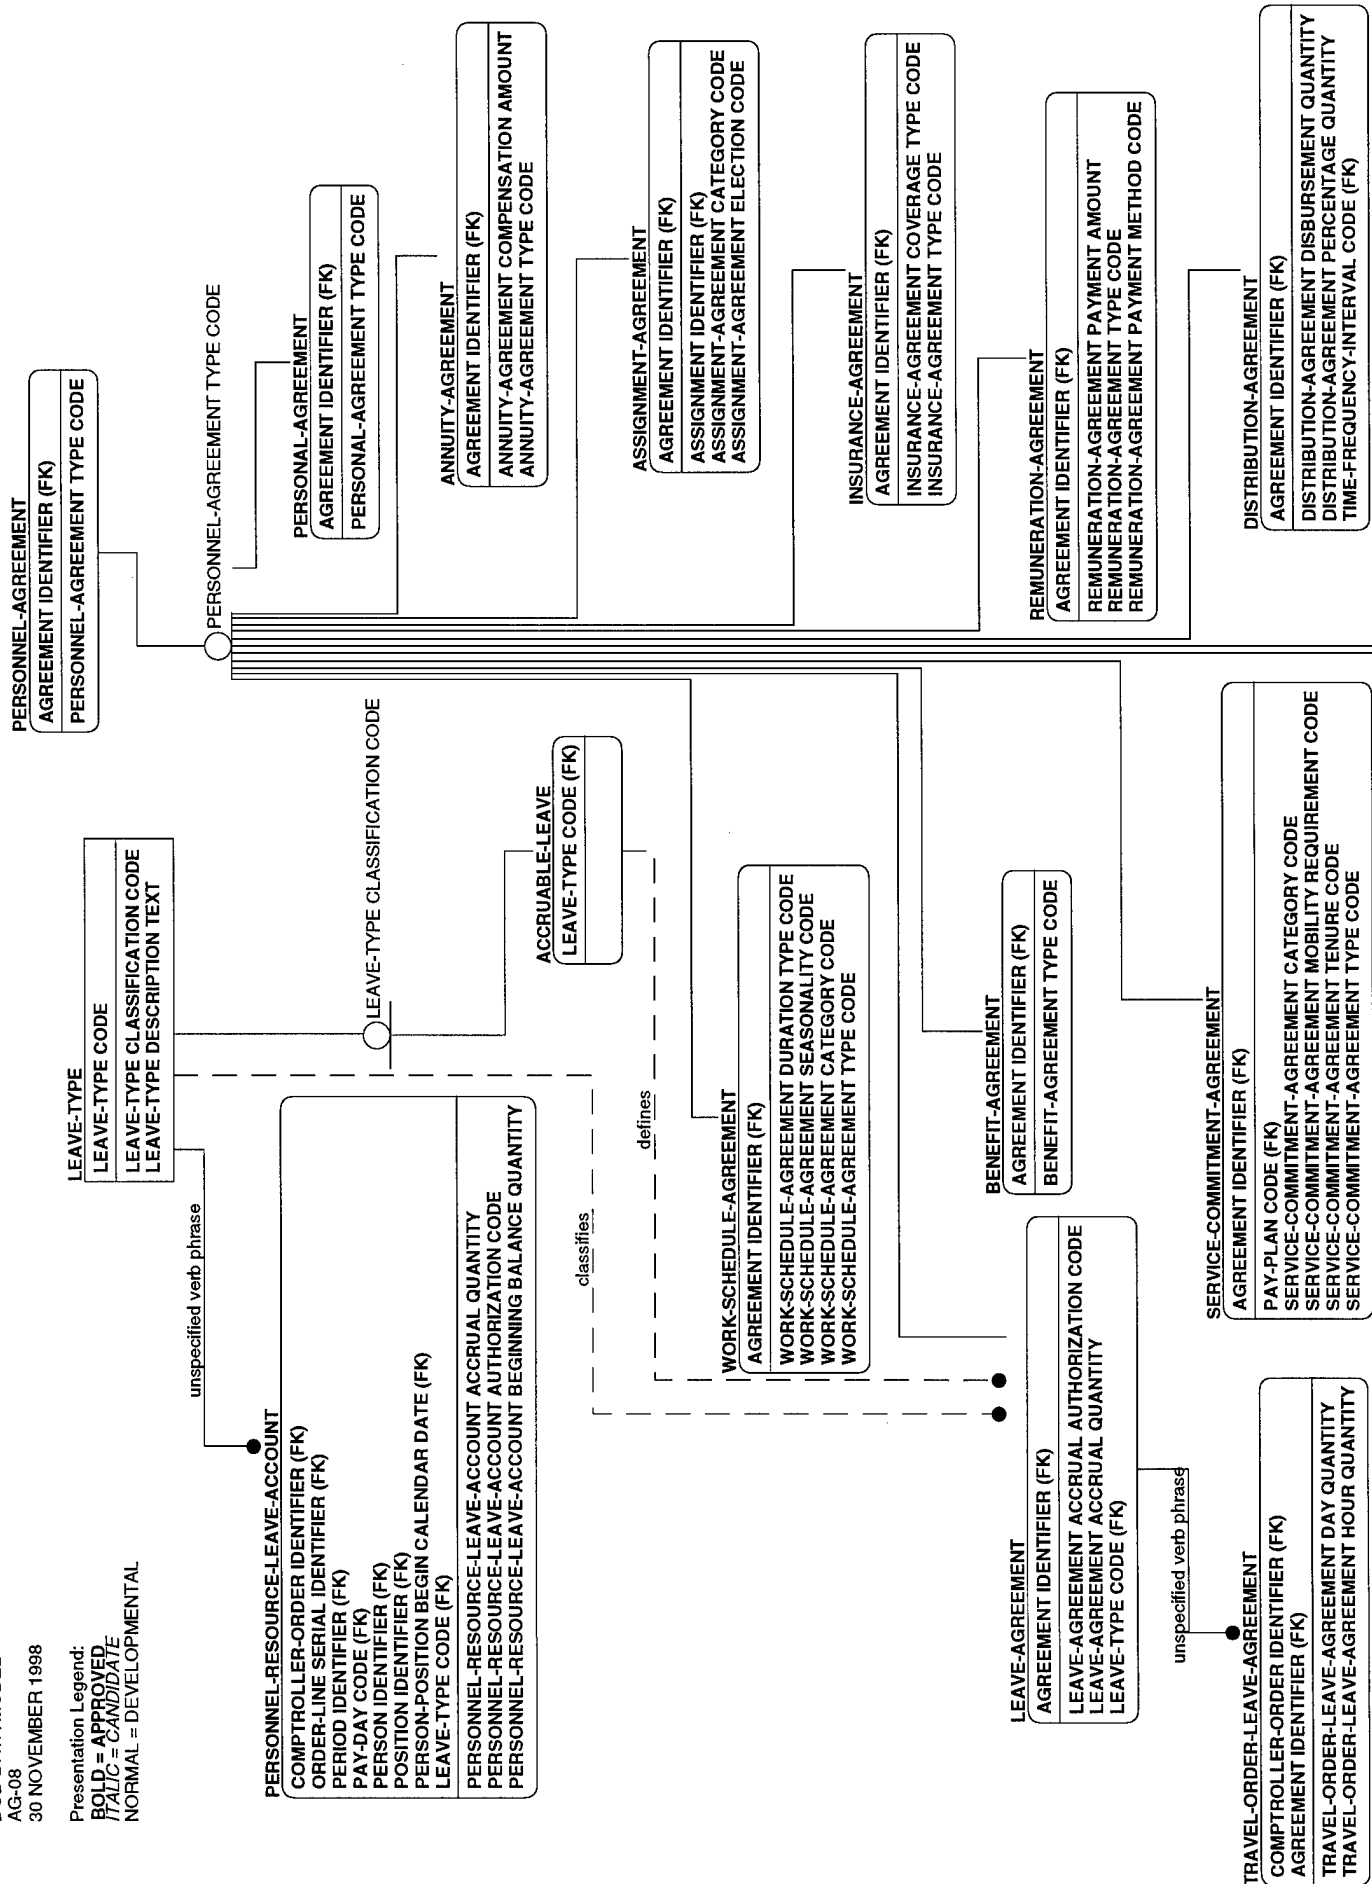 AG-08
30 NOVEMBER 1998
Presentation Legend:
BOLD = APPROVED
ITALIC = CANDIDATE
NORMAL = DEVELOPMENTAL
LEAVE-TYPE
LEAVE-TYPE CODE
LEAVE-TYPE CLASSIFICATION CODE
LEAVE-TYPE DESCRIPTION TEXT
PERSONNEL-AGREEMENT
AGREEMENT IDENTIFIER (FK)
PERSONNEL-AGREEMENT TYPE CODE
unspecified verb phrase
LEAVE-TYPE CLASSIFICATION CODE
PERSONNEL-AGREEMENT TYPE CODE
PERSONNEL-RESOURCE-LEAVE-ACCOUNT
COMPTROLLER-ORDER IDENTIFIER (FK)
ORDER-LINE SERIAL IDENTIFIER (FK)
PERIOD IDENTIFIER (FK)
PAY-DAY CODE (FK)
PERSON IDENTIFIER (FK)
POSITION IDENTIFIER (FK)
PERSON-POSITION BEGIN CALENDAR DATE (FK)
LEAVE-TYPE CODE (FK)
PERSONNEL-RESOURCE-LEAVE-ACCOUNT ACCRUAL QUANTITY
PERSONNEL-RESOURCE-LEAVE-ACCOUNT AUTHORIZATION CODE
PERSONNEL-RESOURCE-LEAVE-ACCOUNT BEGINNING BALANCE QUANTITY
PERSONAL-AGREEMENT
AGREEMENT IDENTIFIER (FK)
PERSONAL-AGREEMENT TYPE CODE
ANNUITY-AGREEMENT
AGREEMENT IDENTIFIER (FK)
ANNUITY-AGREEMENT COMPENSATION AMOUNT
ANNUITY-AGREEMENT TYPE CODE
ACCRUABLE-LEAVE
LEAVE-TYPE CODE (FK)
classifies
defines
ASSIGNMENT-AGREEMENT
AGREEMENT IDENTIFIER (FK)
ASSIGNMENT IDENTIFIER (FK)
ASSIGNMENT-AGREEMENT CATEGORY CODE
ASSIGNMENT-AGREEMENT ELECTION CODE
WORK-SCHEDULE-AGREEMENT
AGREEMENT IDENTIFIER (FK)
WORK-SCHEDULE-AGREEMENT DURATION TYPE CODE
WORK-SCHEDULE-AGREEMENT SEASONALITY CODE
WORK-SCHEDULE-AGREEMENT CATEGORY CODE
WORK-SCHEDULE-AGREEMENT TYPE CODE
INSURANCE-AGREEMENT
AGREEMENT IDENTIFIER (FK)
INSURANCE-AGREEMENT COVERAGE TYPE CODE
INSURANCE-AGREEMENT TYPE CODE
LEAVE-AGREEMENT
AGREEMENT IDENTIFIER (FK)
LEAVE-AGREEMENT ACCRUAL AUTHORIZATION CODE
LEAVE-AGREEMENT ACCRUAL QUANTITY
LEAVE-TYPE CODE (FK)
BENEFIT-AGREEMENT
AGREEMENT IDENTIFIER (FK)
BENEFIT-AGREEMENT TYPE CODE
REMUNERATION-AGREEMENT
AGREEMENT IDENTIFIER (FK)
REMUNERATION-AGREEMENT PAYMENT AMOUNT
REMUNERATION-AGREEMENT TYPE CODE
REMUNERATION-AGREEMENT PAYMENT METHOD CODE
unspecified verb phrase
TRAVEL-ORDER-LEAVE-AGREEMENT
COMPTROLLER-ORDER IDENTIFIER (FK)
AGREEMENT IDENTIFIER (FK)
TRAVEL-ORDER-LEAVE-AGREEMENT DAY QUANTITY
TRAVEL-ORDER-LEAVE-AGREEMENT HOUR QUANTITY
SERVICE-COMMITMENT-AGREEMENT
AGREEMENT IDENTIFIER (FK)
PAY-PLAN CODE (FK)
SERVICE-COMMITMENT-AGREEMENT CATEGORY CODE
SERVICE-COMMITMENT-AGREEMENT MOBILITY REQUIREMENT CODE
SERVICE-COMMITMENT-AGREEMENT TENURE CODE
SERVICE-COMMITMENT-AGREEMENT TYPE CODE
DISTRIBUTION-AGREEMENT
AGREEMENT IDENTIFIER (FK)
DISTRIBUTION-AGREEMENT DISBURSEMENT QUANTITY
DISTRIBUTION-AGREEMENT PERCENTAGE QUANTITY
TIME-FREQUENCY-INTERVAL CODE (FK)